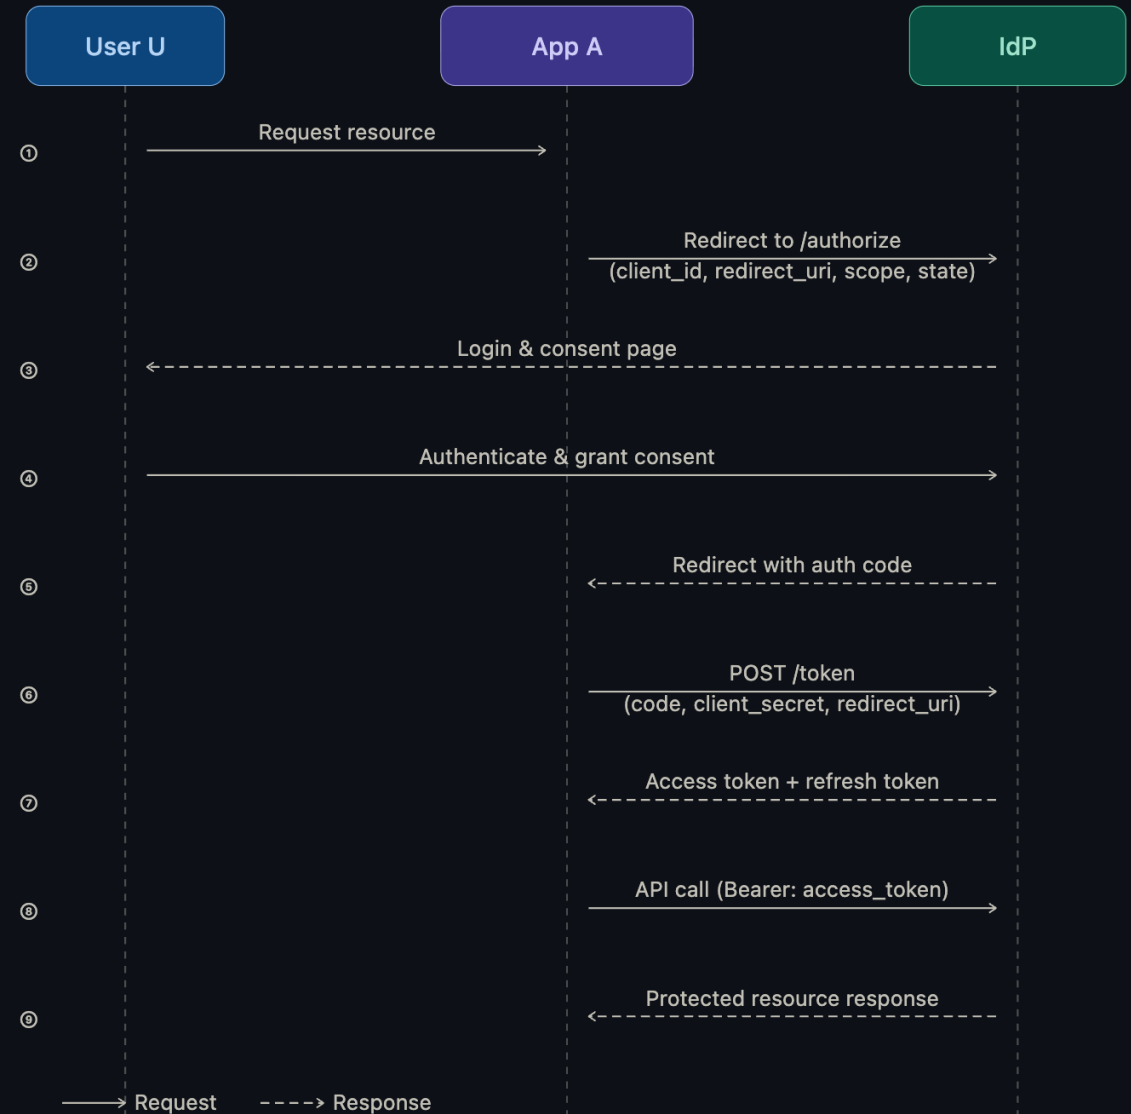 User U
App A
IdP
①
Request resource
②
Redirect to /authorize
(client_id, redirect_uri, scope, state)
③
Login & consent page
④
Authenticate & grant consent
⑤
Redirect with auth code
⑥
POST /token
(code, client_secret, redirect_uri)
⑦
Access token + refresh token
⑧
API call (Bearer: access_token)
⑨
Protected resource response
Request
Response